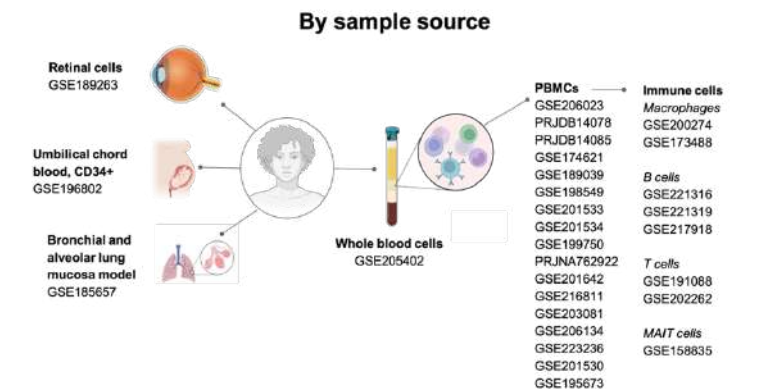 By sample source
Retinal cells
GSE189263
Umbilical chord
blood, CD34+
GSE196802
Bronchial and
alveolar lung
mucosa model
GSE185657
Whole blood cells
GSE205402
PBMCs
GSE206023
PRJDB14078
PRJDB14085
GSE174621
GSE189039
GSE198549
GSE201533
GSE201534
GSE199750
PRJNA762922
GSE201642
GSE216811
GSE203081
GSE206134
GSE223236
GSE201530
GSE195673
Immune cells
Macrophages
GSE200274
GSE173488
B cells
GSE221316
GSE221319
GSE217918
T cells
GSE191088
GSE202262
MAIT cells
GSE158835